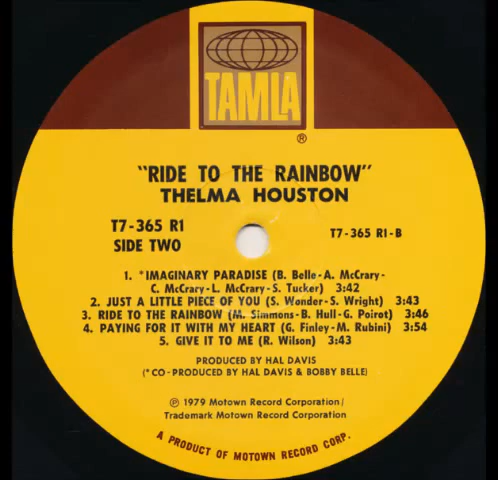 TAMLA
®
"RIDE TO THE RAINBOW"
THELMA HOUSTON
T7-365 R1
SIDE TWO
T7-365 R1-B
1. *IMAGINARY PARADISE (B. Belle-A. McCrary-
C. McCrary-L. McCrary-S. Tucker) 3:42
2. JUST A LITTLE PIECE OF YOU (S. Wonder-S. Wright) 3:43
3. RIDE TO THE RAINBOW (M. Simmons-B. Hull-G. Poirot) 3:46
4. PAYING FOR IT WITH MY HEART (G. Finley-M. Rubini) 3:54
5. GIVE IT TO ME (R. Wilson) 3:43
PRODUCED BY HAL DAVIS
(*CO-PRODUCED BY HAL DAVIS & BOBBY BELLE)
℗ 1979 Motown Record Corporation/
Trademark Motown Record Corporation
A PRODUCT OF MOTOWN RECORD CORP.